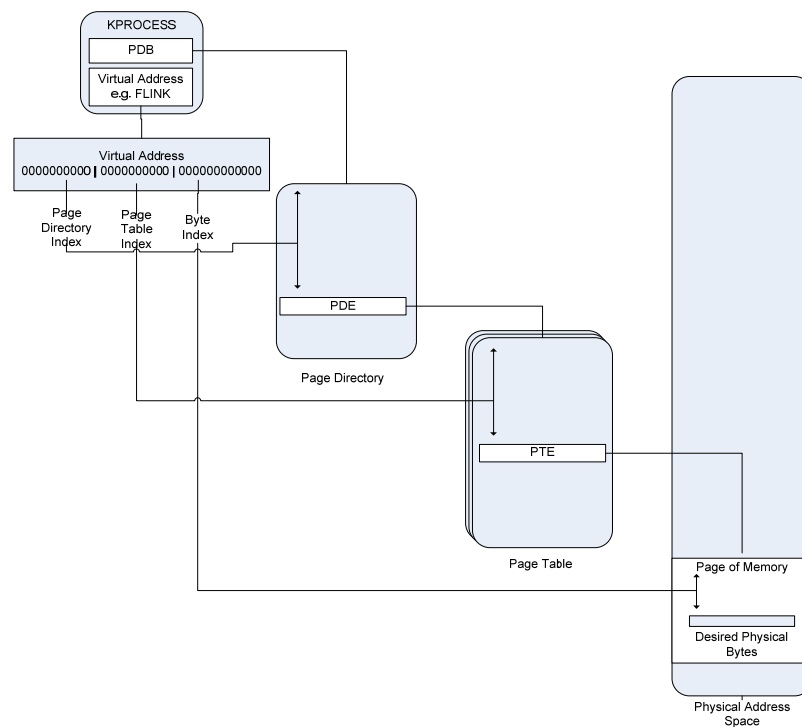 KPROCESS
PDB
Virtual Address
e.g. FLINK
Virtual Address
0000000000 | 0000000000 | 000000000000
Page
Directory
Index
Page
Table
Index
Byte
Index
PDE
Page Directory
PTE
Page Table
Page of Memory
Desired Physical
Bytes
Physical Address
Space